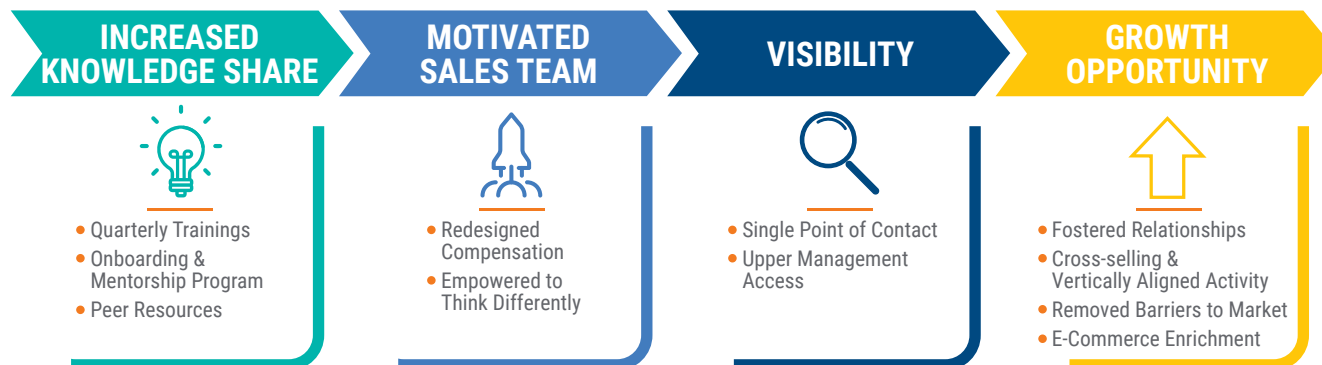 INCREASED
KNOWLEDGE SHARE
Quarterly Trainings
Onboarding &
Mentorship Program
Peer Resources
MOTIVATED
SALES TEAM
Redesigned
Compensation
Empowered to
Think Differently
VISIBILITY
Single Point of Contact
Upper Management
Access
GROWTH
OPPORTUNITY
Fostered Relationships
Cross-selling &
Vertically Aligned Activity
Removed Barriers to Market
E-Commerce Enrichment